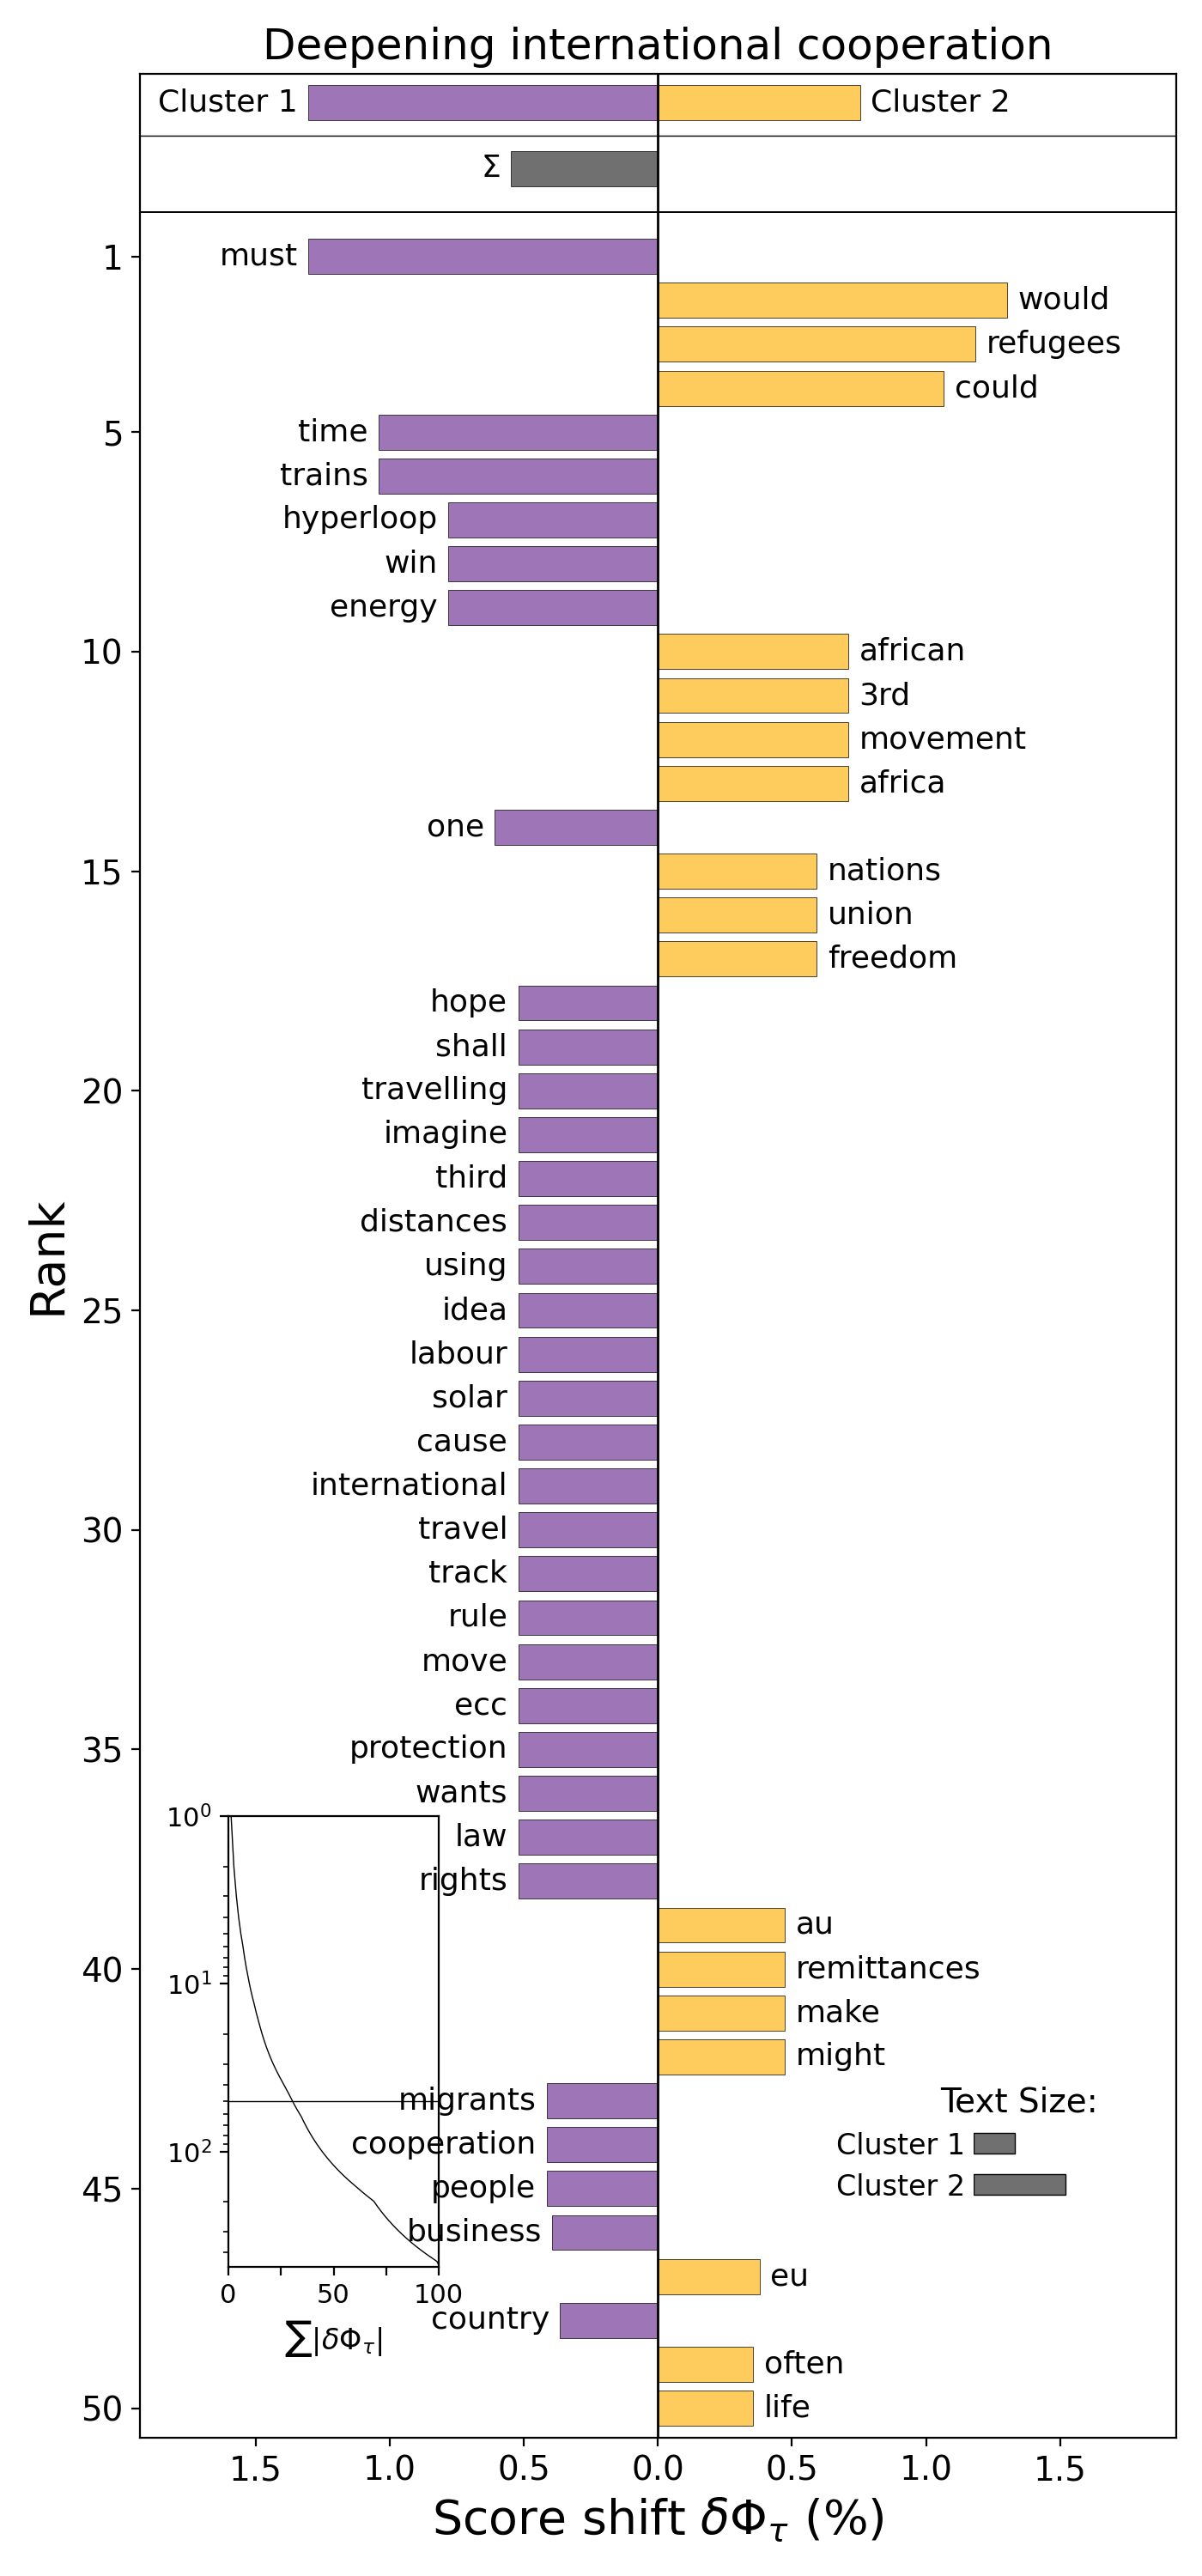 Deepening international cooperation
Cluster 1
Cluster 2
Σ
1
must
would
refugees
could
5
time
trains
hyperloop
win
energy
10
african
3rd
movement
africa
one
15
nations
union
freedom
hope
shall
20
travelling
imagine
third
distances
using
25
idea
labour
solar
cause
international
30
travel
track
rule
move
ecc
35
protection
wants
law
rights
au
40
remittances
make
might
migrants
cooperation
45
people
business
eu
country
often
50
life
Rank
10⁰
10¹
10²
0 50 100
∑|δΦτ|
Text Size:
Cluster 1
Cluster 2
1.5 1.0 0.5 0.0 0.5 1.0 1.5
Score shift δΦτ (%)